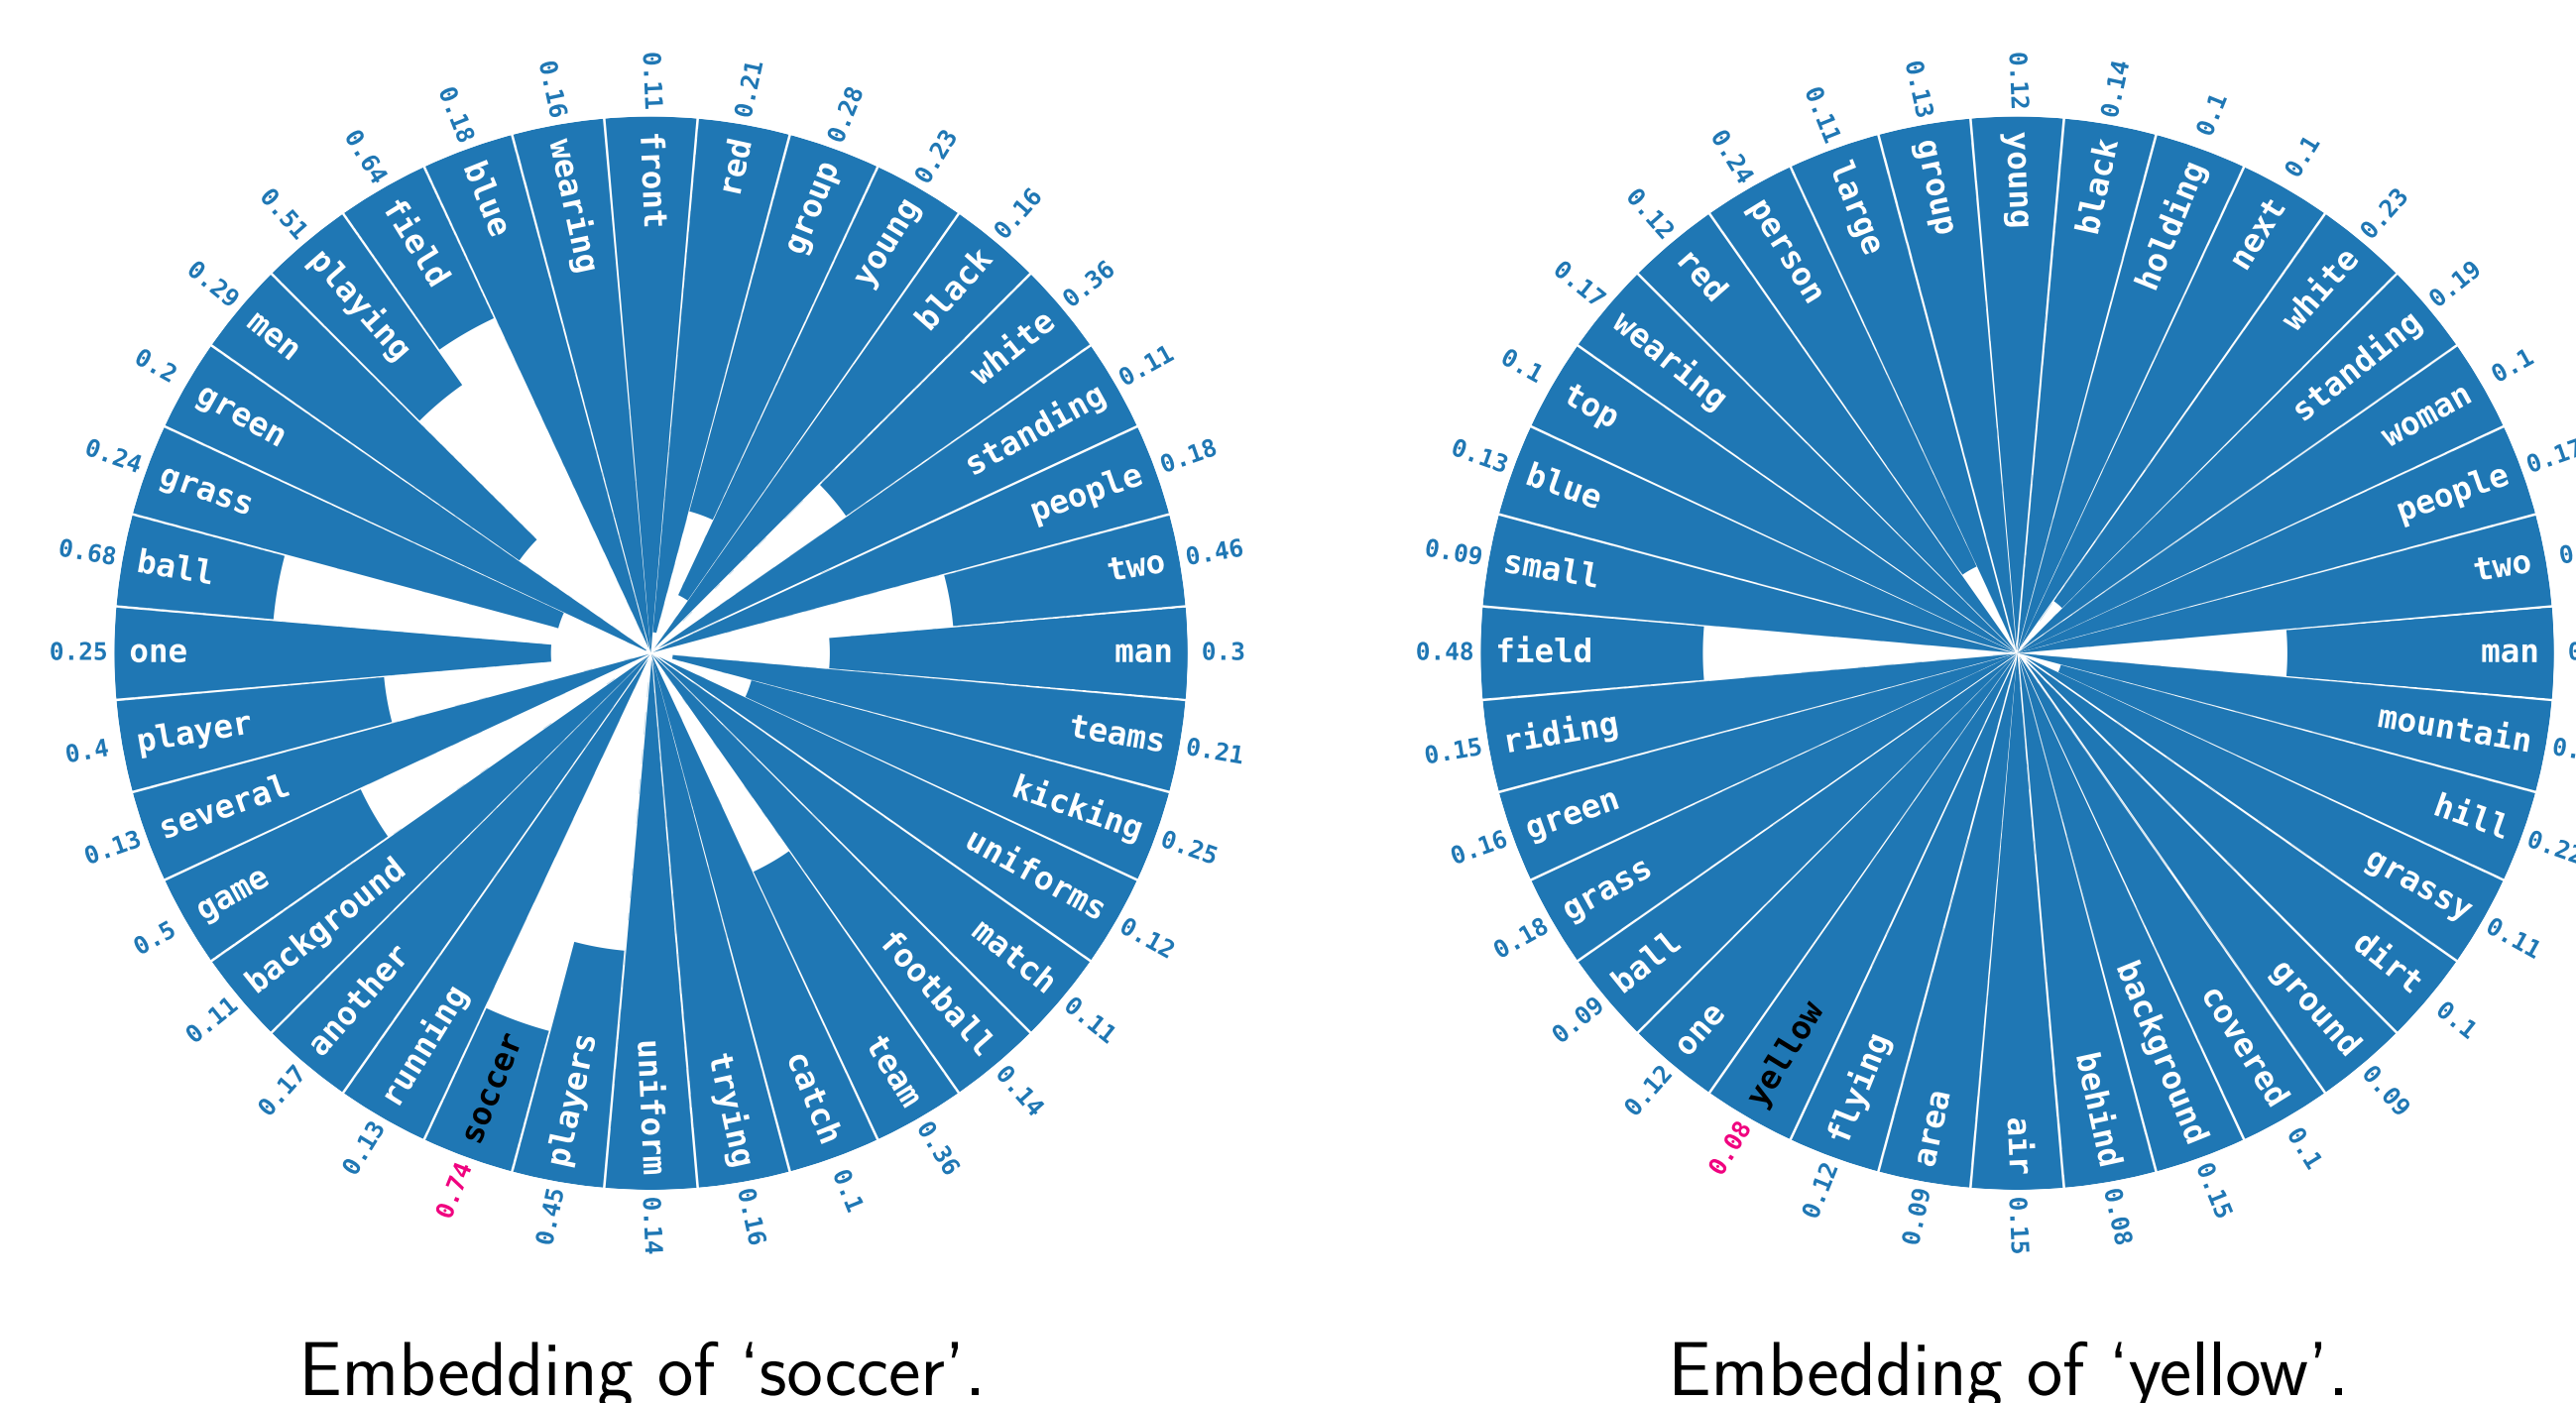 0.3 man
0.46 two
0.18 people
0.11 standing
0.36 white
0.16 black
0.23 young
0.28 group
0.21 red
0.11 front
0.16 wearing
0.18 blue
0.64 field
0.51 playing
0.29 men
0.2 green
0.24 grass
0.68 ball
0.25 one
0.4 player
0.13 several
0.5 game
0.11 background
0.17 another
0.13 running
0.74 soccer
0.45 players
0.14 uniform
0.16 trying
0.1 catch
0.36 team
0.14 football
0.11 match
0.12 uniforms
0.25 kicking
0.21 teams
Embedding of ‘soccer’.
man
two
0.17 people
0.1 woman
0.19 standing
0.23 white
0.1 next
0.1 holding
0.14 black
0.12 young
0.13 group
0.11 large
0.24 person
0.12 red
0.17 wearing
0.1 top
0.13 blue
0.09 small
0.48 field
0.15 riding
0.16 green
0.18 grass
0.09 ball
0.12 one
0.08 yellow
0.12 flying
0.09 area
0.15 air
0.08 behind
0.15 background
0.1 covered
0.09 ground
0.1 dirt
0.11 grassy
0.22 hill
mountain
Embedding of ‘yellow’.